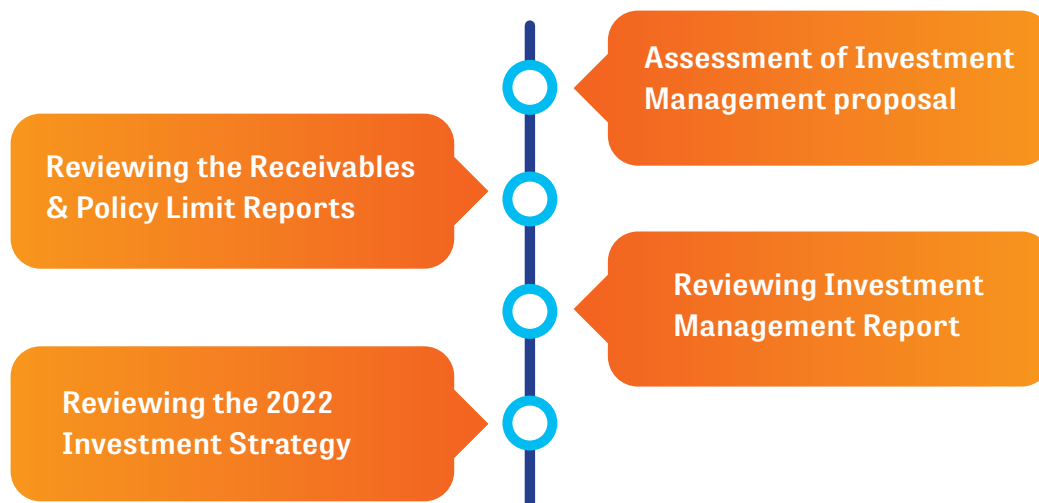 Assessment of Investment
Management proposal
Reviewing the Receivables
& Policy Limit Reports
Reviewing Investment
Management Report
Reviewing the 2022
Investment Strategy